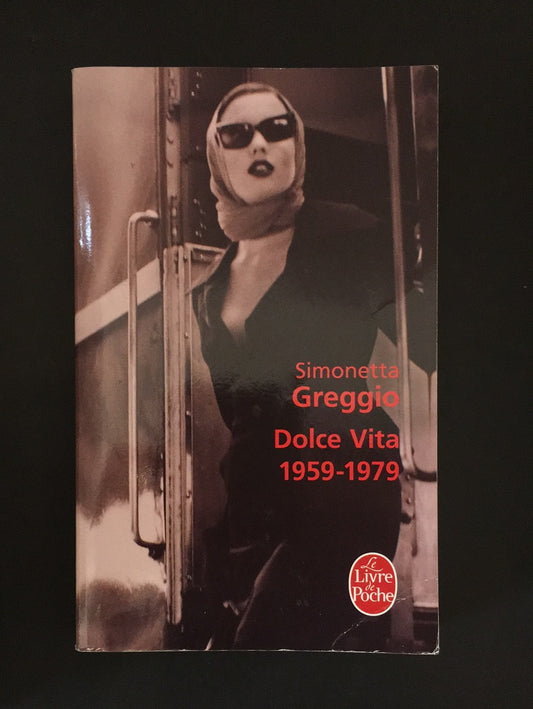 Simonetta
Greggio
Dolce Vita
1959-1979
Le
Livre
de
Poche